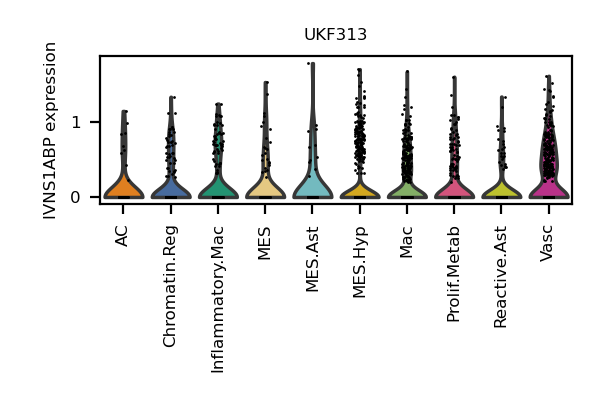 UKF313
IVNS1ABP expression
1
0
AC
Chromatin.Reg
Inflammatory.Mac
MES
MES.Ast
MES.Hyp
Mac
Prolif.Metab
Reactive.Ast
Vasc